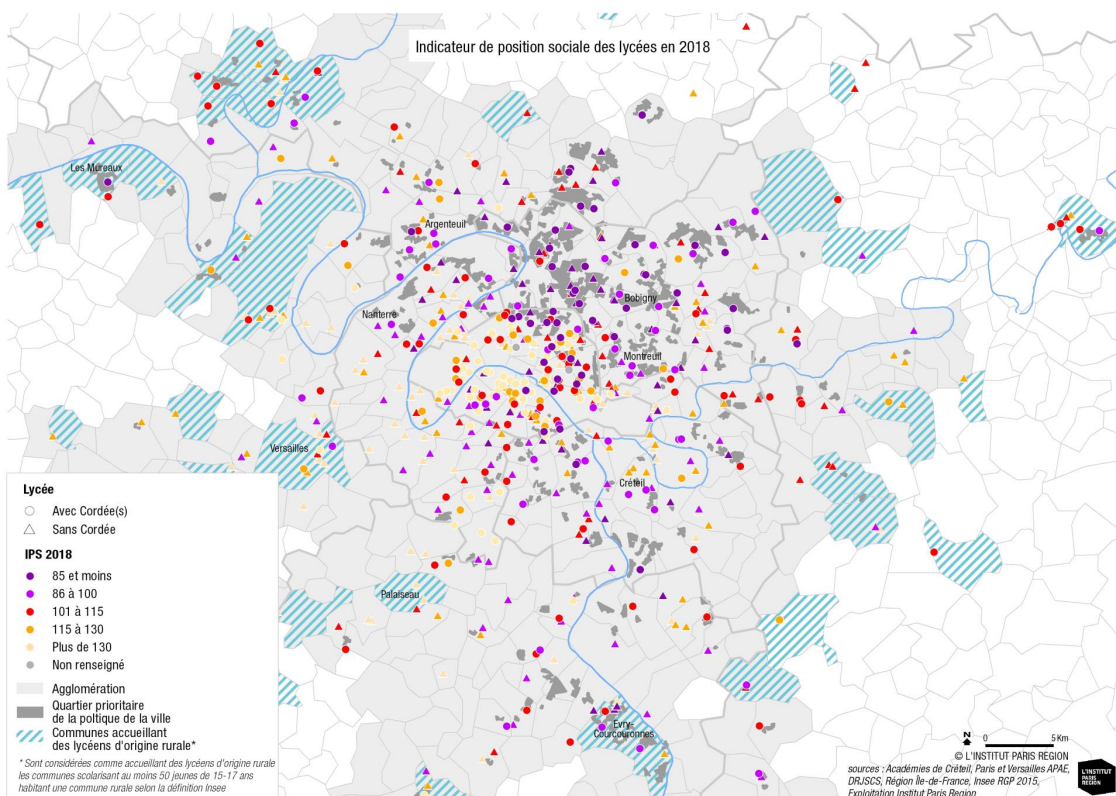 Indicateur de position sociale des lycées en 2018
Les Mureaux
Argenteuil
Nanterre
Bobigny
Montreuil
Versailles
Créteil
Palaiseau
Evry-
Courcouronnes
Lycée
Avec Cordée(s)
Sans Cordée
IPS 2018
85 et moins
86 à 100
101 à 115
115 à 130
Plus de 130
Non renseigné
Agglomération
Quartier prioritaire
de la poltique de la ville
Communes accueillant
des lycéens d'origine rurale*
* Sont considérées comme accueillant des lycéens d'origine rurale
les communes scolarisant au moins 50 jeunes de 15-17 ans
habitant une commune rurale selon la définition Insee
N
0 5 Km
© L'INSTITUT PARIS REGION
sources : Académies de Créteil, Paris et Versailles APAE,
DRJSCS, Région Île-de-France, Insee RGP 2015,
Exploitation Institut Paris Region
L'INSTITUT
PARIS
REGION